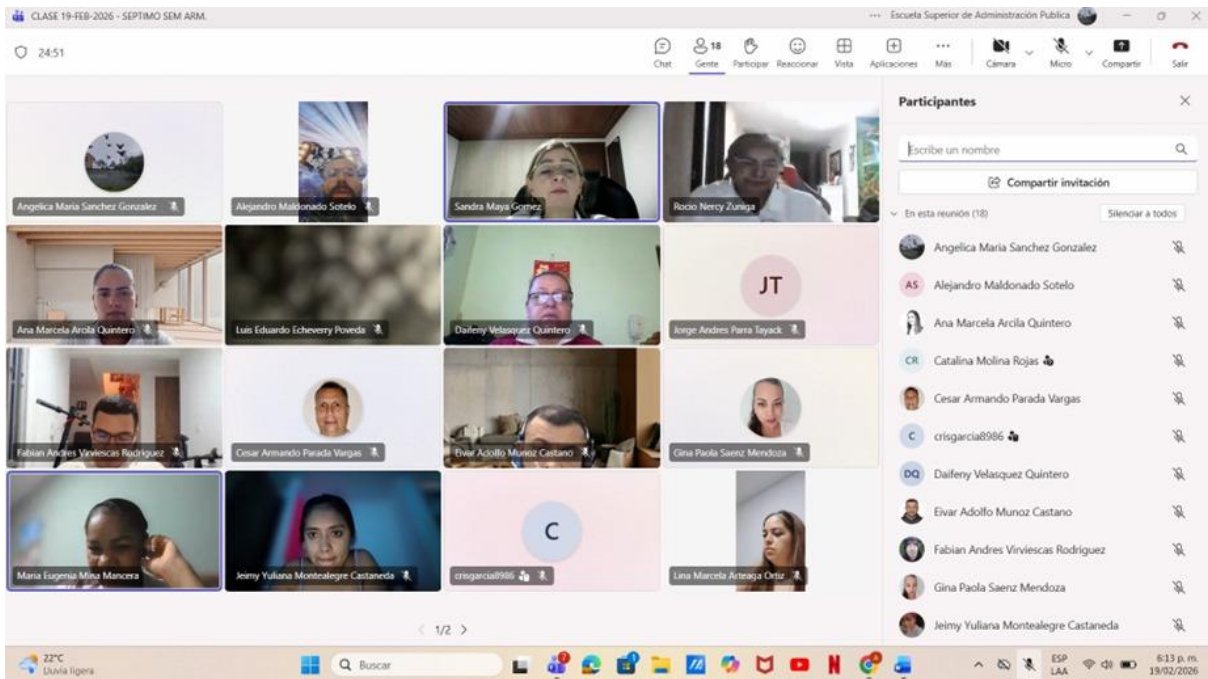 CLASE 19-FEB-2026 - SEPTIMO SEM ARM.
Escuela Superior de Administración Publica
24:51
Chat
Gente
18
Participar
Reaccionar
Vista
Aplicaciones
Más
Cámara
Micro
Compartir
Salir
Angelica Maria Sanchez Gonzalez
Alejandro Maldonado Sotelo
Sandra Maya Gomez
Rocio Nercy Zuniga
Ana Marcela Arcila Quintero
Luis Eduardo Echeverry Poveda
Daifeny Velasquez Quintero
JT
Jorge Andres Parra Tayack
Fabian Andres Virviescas Rodriguez
Cesar Armando Parada Vargas
Eivar Adolfo Munoz Castano
Gina Paola Saenz Mendoza
Maria Eugenia Mina Mancera
Jeimy Yuliana Montealegre Castaneda
C
crisgarcia8986
Lina Marcela Arteaga Ortiz
1/2
Participantes
Escribe un nombre
Compartir invitación
En esta reunión (18)
Silenciar a todos
Angelica Maria Sanchez Gonzalez
AS Alejandro Maldonado Sotelo
Ana Marcela Arcila Quintero
CR Catalina Molina Rojas
Cesar Armando Parada Vargas
C crisgarcia8986
DQ Daifeny Velasquez Quintero
Eivar Adolfo Munoz Castano
Fabian Andres Virviescas Rodriguez
Gina Paola Saenz Mendoza
Jeimy Yuliana Montealegre Castaneda
22°C
Lluvia ligera
Buscar
ESP
LAA
6:13 p. m.
19/02/2026